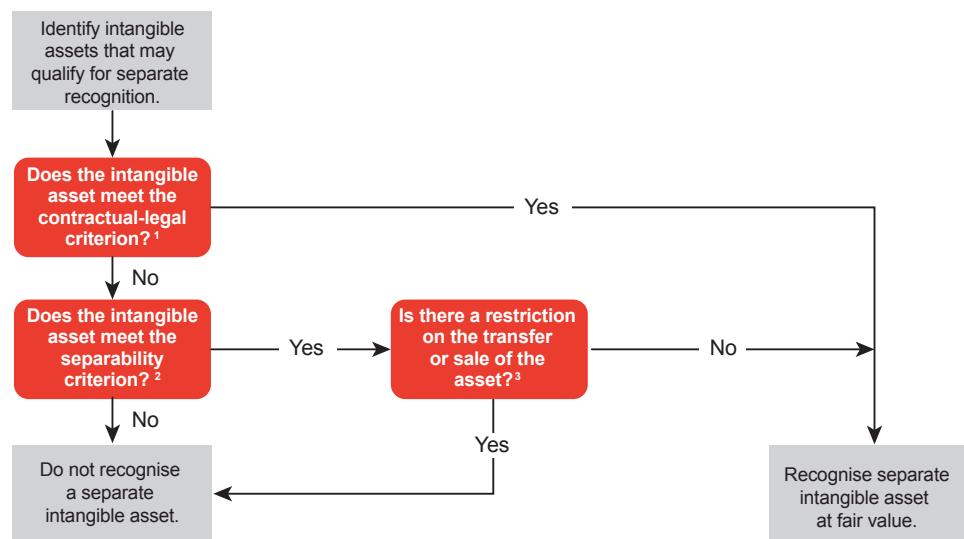 Identify intangible
assets that may
qualify for separate
recognition.
Does the intangible
asset meet the
contractual-legal
criterion? 1
Yes
No
Does the intangible
asset meet the
separability
criterion? 2
Yes
Is there a restriction
on the transfer
or sale of the
asset? 3
No
No
Yes
Do not recognise
a separate
intangible asset.
Recognise separate
intangible asset
at fair value.